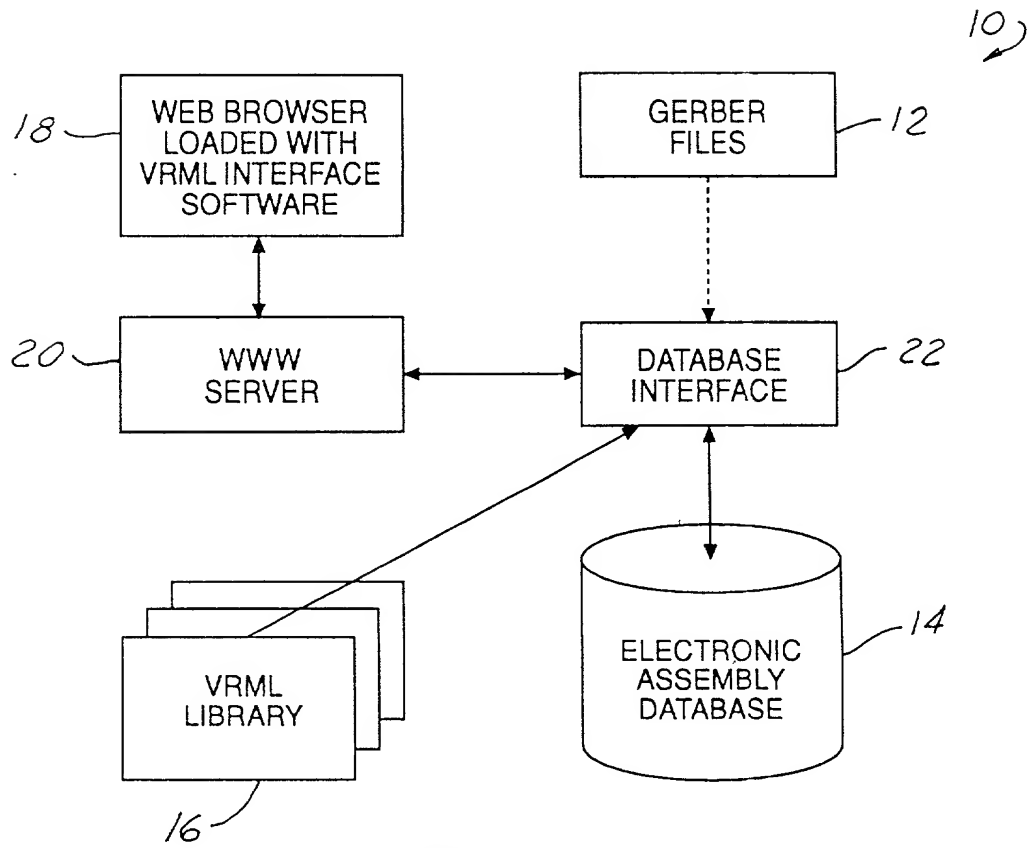 10
18
WEB BROWSER
LOADED WITH
VRML INTERFACE
SOFTWARE
GERBER
FILES
12
20
WWW
SERVER
DATABASE
INTERFACE
22
VRML
LIBRARY
16
ELECTRONIC
ASSEMBLY
DATABASE
14